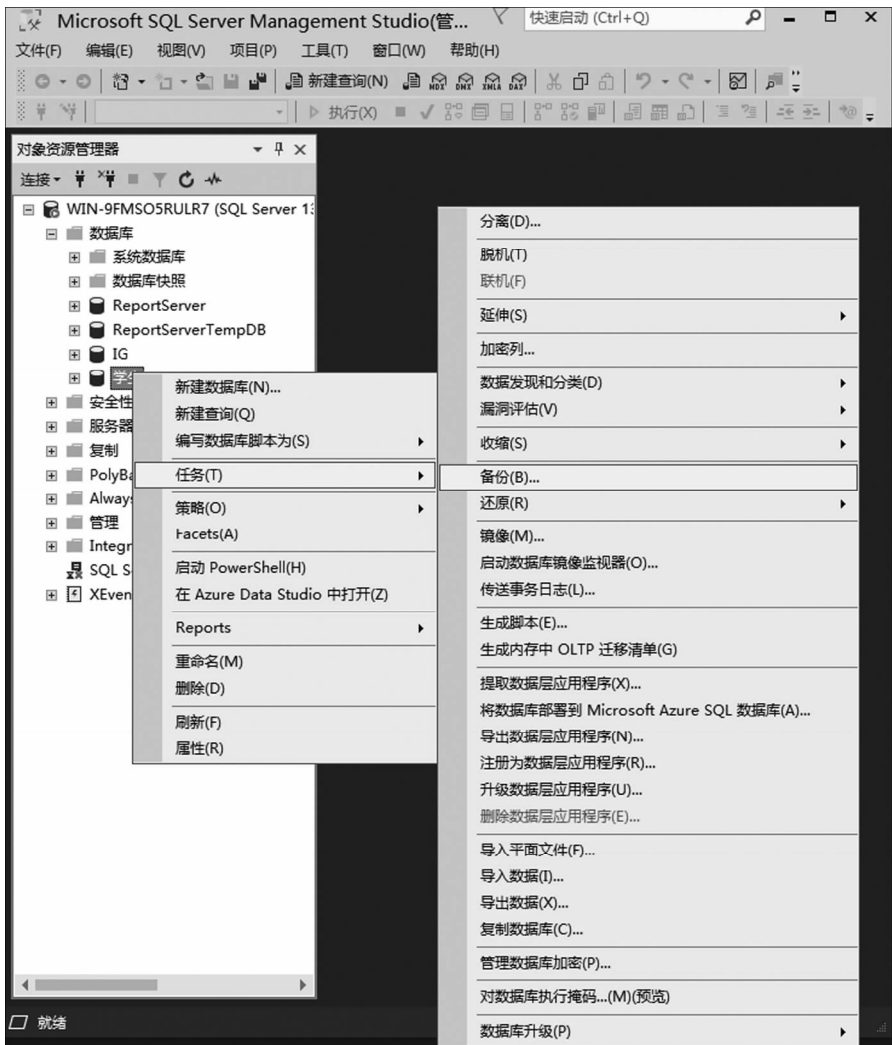 Microsoft SQL Server Management Studio(管...
快速启动 (Ctrl+Q)
文件(F) 编辑(E) 视图(V) 项目(P) 工具(T) 窗口(W) 帮助(H)
新建查询(N)
MDX DMX XMLA DAX
执行(X)
对象资源管理器
连接
WIN-9FMSO5RULR7 (SQL Server 13
数据库
系统数据库
数据库快照
ReportServer
ReportServerTempDB
IG
学生
安全性
服务器
复制
PolyBa
Always
管理
Integr
SQL S
XEven
就绪
新建数据库(N)...
新建查询(Q)
编写数据库脚本为(S)
任务(T)
策略(O)
Facets(A)
启动 PowerShell(H)
在 Azure Data Studio 中打开(Z)
Reports
重命名(M)
删除(D)
刷新(F)
属性(R)
分离(D)...
脱机(T)
联机(F)
延伸(S)
加密列...
数据发现和分类(D)
漏洞评估(V)
收缩(S)
备份(B)...
还原(R)
镜像(M)...
启动数据库镜像监视器(O)...
传送事务日志(L)...
生成脚本(E)...
生成内存中 OLTP 迁移清单(G)
提取数据层应用程序(X)...
将数据库部署到 Microsoft Azure SQL 数据库(A)...
导出数据层应用程序(N)...
注册为数据层应用程序(R)...
升级数据层应用程序(U)...
删除数据层应用程序(E)...
导入平面文件(F)...
导入数据(I)...
导出数据(X)...
复制数据库(C)...
管理数据库加密(P)...
对数据库执行掩码...(M)(预览)
数据库升级(P)